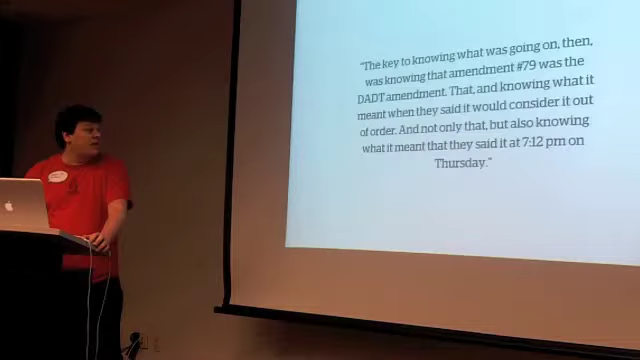 "The key to knowing what was going on, then,
was knowing that amendment #79 was the
DADT amendment. That, and knowing what it
meant when they said it would consider it out
of order. And not only that, but also knowing
what it meant that they said it at 7:12 pm on
Thursday."